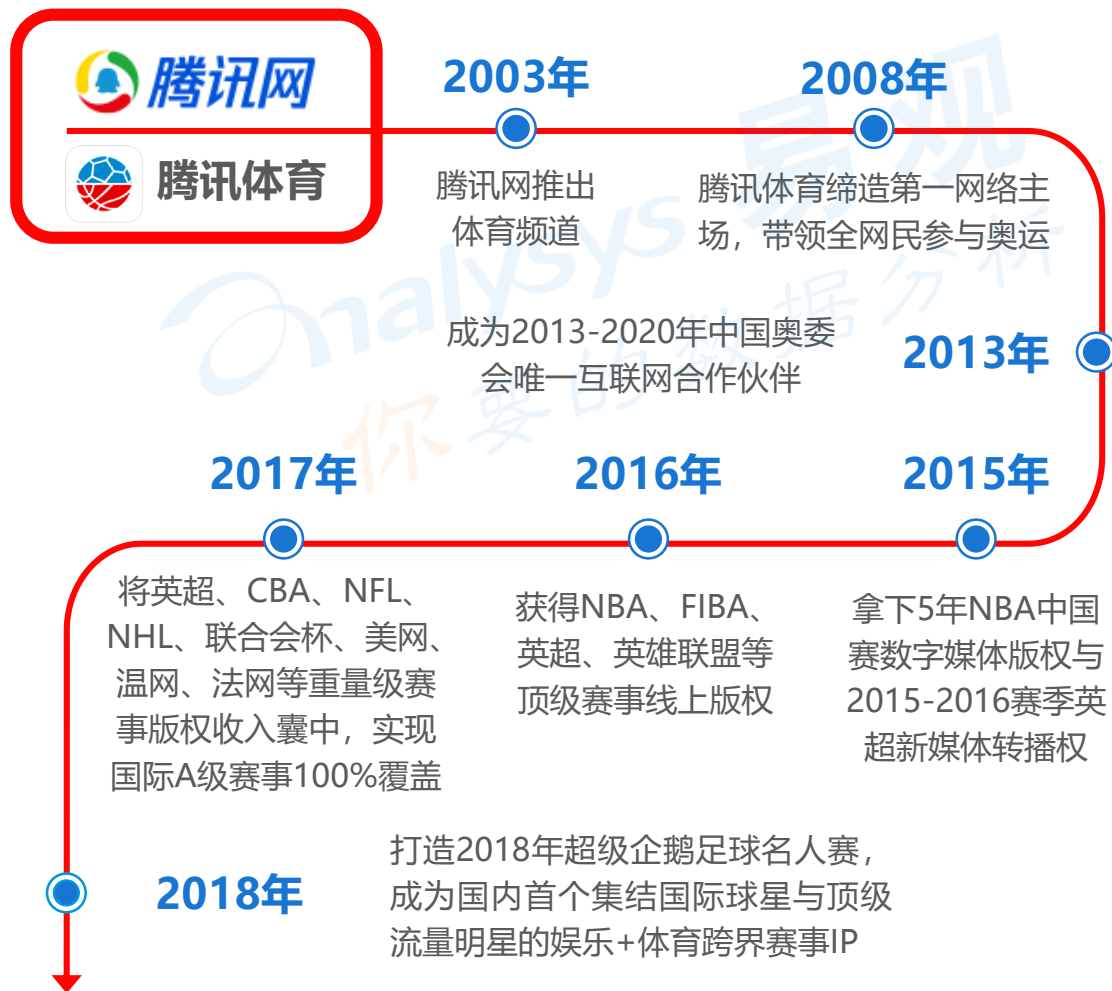 腾讯网
腾讯体育
2003年
腾讯网推出
体育频道
2008年
腾讯体育缔造第一网络主
场，带领全网民参与奥运
2013年
成为2013-2020年中国奥委
会唯一互联网合作伙伴
2015年
拿下5年NBA中国
赛数字媒体版权与
2015-2016赛季英
超新媒体转播权
2016年
获得NBA、FIBA、
英超、英雄联盟等
顶级赛事线上版权
2017年
将英超、CBA、NFL、
NHL、联合会杯、美网、
温网、法网等重量级赛
事版权收入囊中，实现
国际A级赛事100%覆盖
2018年
打造2018年超级企鹅足球名人赛，
成为国内首个集结国际球星与顶级
流量明星的娱乐+体育跨界赛事IP
analysys 易观
你要的数据分析